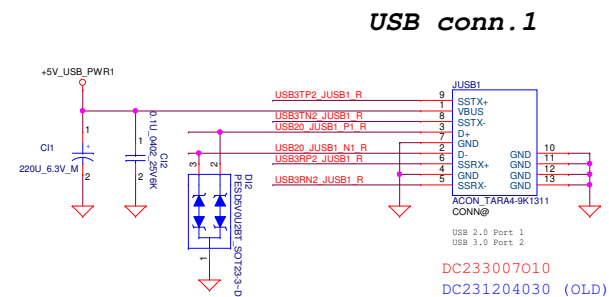 USB conn.1
+5V_USB_PWR1
JUSB1
USB3TP2_JUSB1_R 9 SSTX+
1 VBUS
USB3TN2_JUSB1_R 8 SSTX-
USB20_JUSB1_P1_R 3 D+
7 GND
USB20_JUSB1_N1_R 2 D- GND 10
USB3RP2_JUSB1_R 6 SSRX+ GND 11
4 GND GND 12
USB3RN2_JUSB1_R 5 SSRX- GND 13
ACON_TARA4-9K1311
CONN@
USB 2.0 Port 1
USB 3.0 Port 2
DC233007O10
DC231204030 (OLD)
CI1
220U_6.3V_M
+
1
2
CI2
0.1U_0402_25V6K
1
2
DI2
PESD5V0U2BT_SOT23-3~D
3
2
1